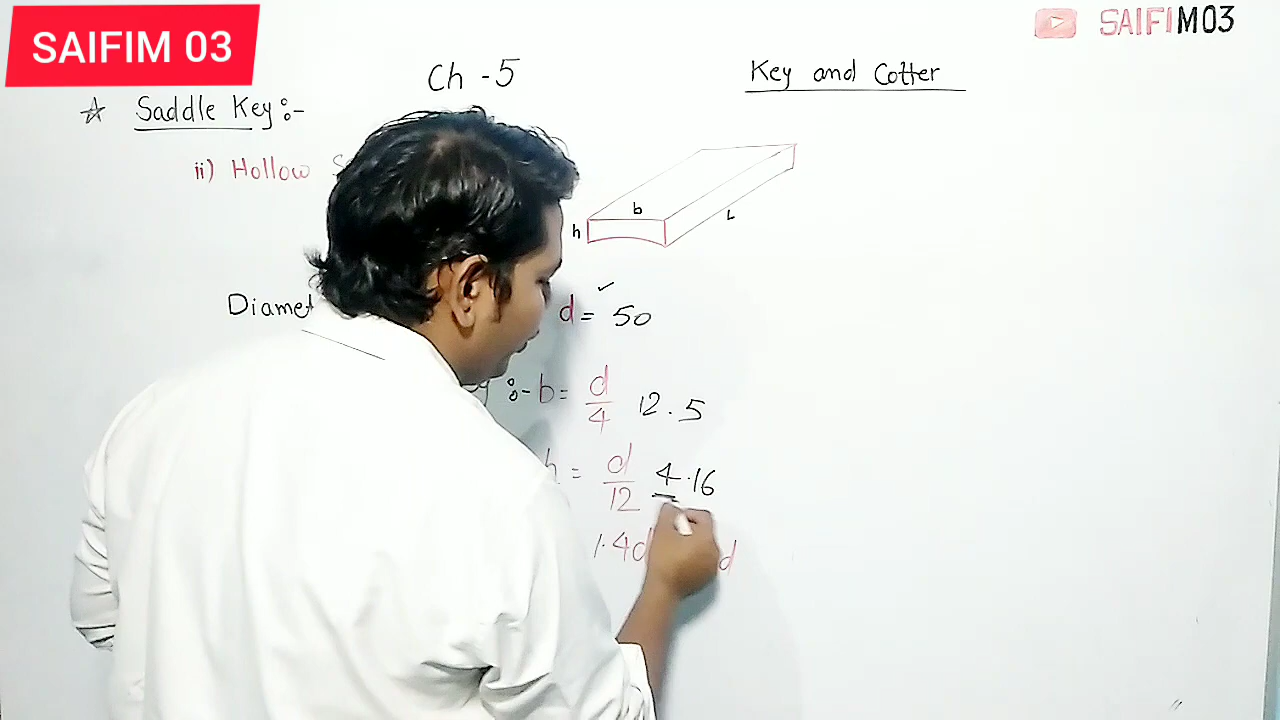 SAIFIM 03
SAIFIM03
Ch - 5
Key and Cotter
☆ Saddle Key :-
ii) Hollow S
b
h
L
Diamet
d = 50
:- b = d/4 12.5
h = d/12 4.16
1.4d
d